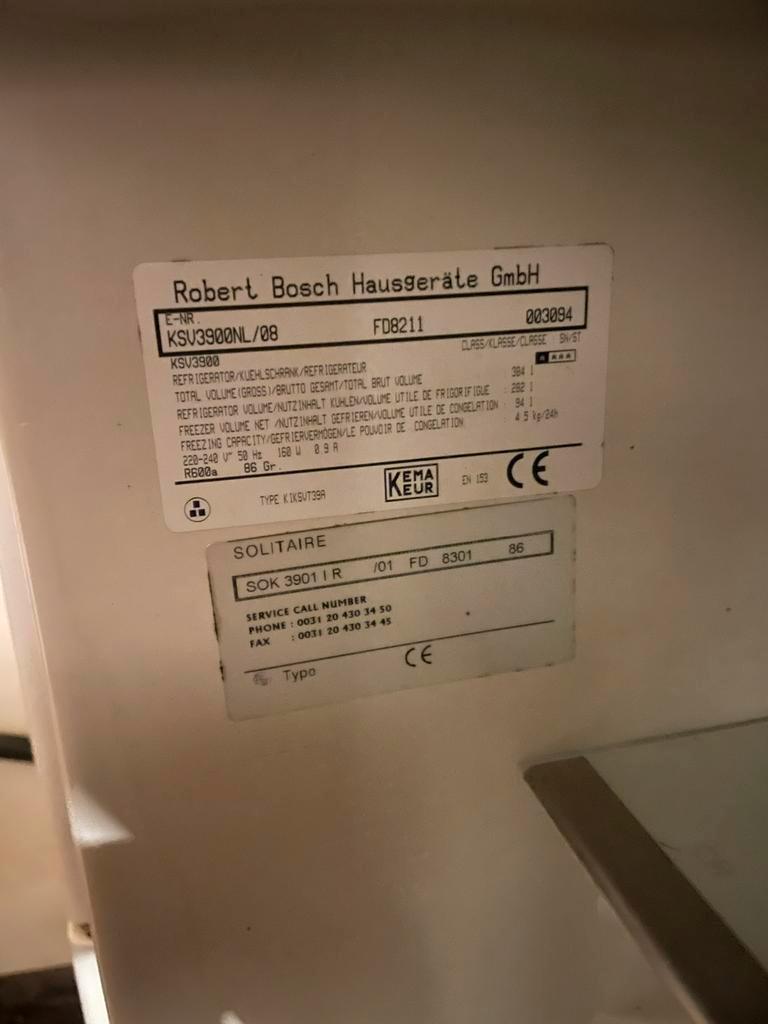 Robert Bosch Hausgeräte GmbH
E-NR.
KSV3900NL/08 FD8211 003094
KSV3900 CLASS/KLASSE/CLASSE : SN/ST
REFRIGERATOR/KUEHLSCHRANK/REFRIGERATEUR
TOTAL VOLUME(GROSS)/BRUTTO GESAMT/TOTAL BRUT VOLUME : 384 l
REFRIGERATOR VOLUME/NUTZINHALT KUHLEN/VOLUME UTILE DE FRIGORIFIGUE : 282 l
FREEZER VOLUME NET /NUTZINHALT GEFRIEREN/VOLUME UTILE DE CONGELATION : 94 l
FREEZING CAPACITY/GEFRIERVERMÖGEN/LE POUVOIR DE CONGELATION 4 5 kg/24h
220-240 V~ 50 Hz 160 W 0.9 A
R600a 86 Gr.
TYPE K1KSVT39A KEMA KEUR EN 153 CE
SOLITAIRE
SOK 3901 I R /01 FD 8301 86
SERVICE CALL NUMBER
PHONE : 0031 20 430 34 50
FAX : 0031 20 430 34 45
Typo CE